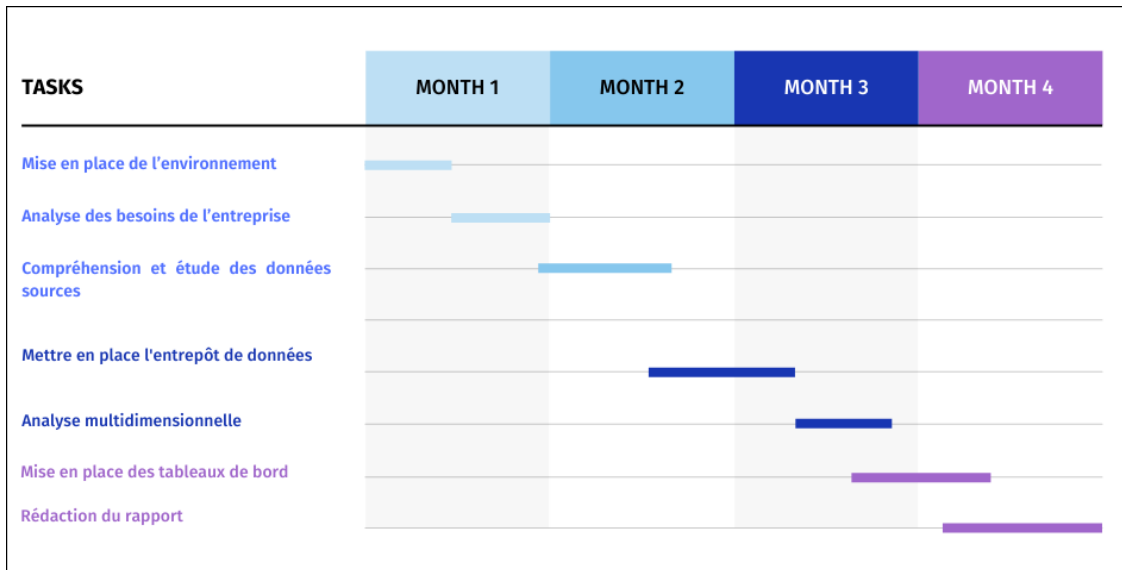 TASKS MONTH 1 MONTH 2 MONTH 3 MONTH 4
Mise en place de l’environnement
Analyse des besoins de l’entreprise
Compréhension et étude des données
sources
Mettre en place l'entrepôt de données
Analyse multidimensionnelle
Mise en place des tableaux de bord
Rédaction du rapport